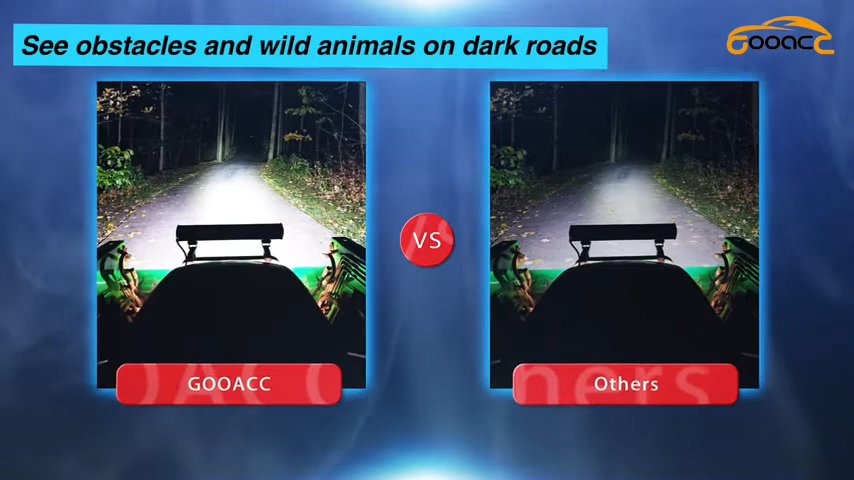 See obstacles and wild animals on dark roads
GOOACC
VS
GOOACC
Others